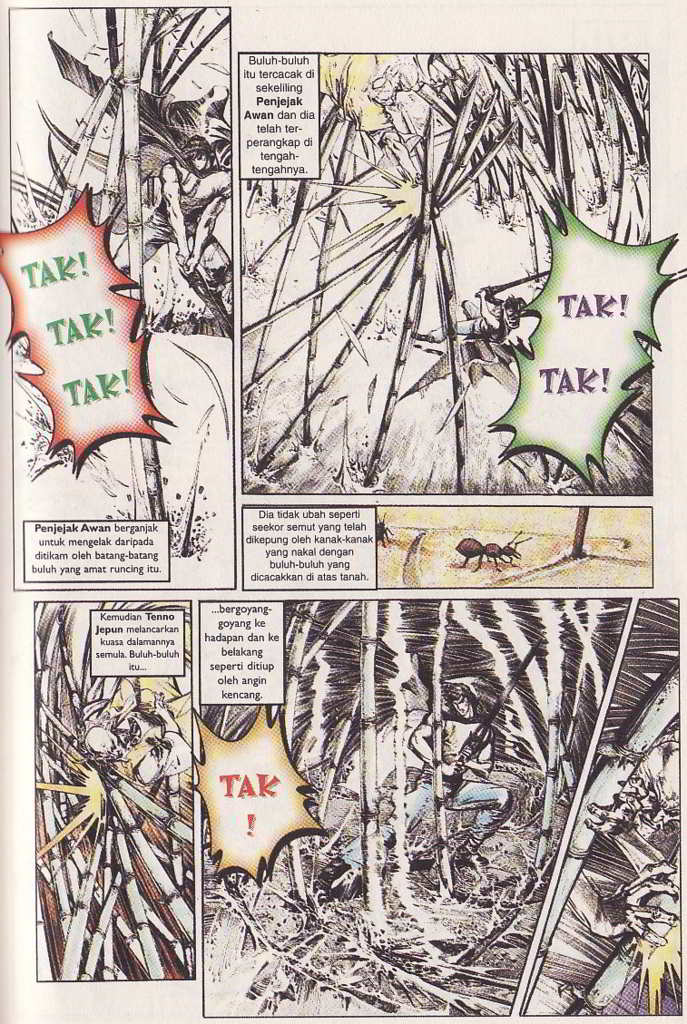 TAK!
TAK!
TAK!
Penjejak Awan berganjak
untuk mengelak daripada
ditikam oleh batang-batang
buluh yang amat runcing itu.
Buluh-buluh
itu tercacak di
sekeliling
Penjejak
Awan dan dia
telah ter-
perangkap di
tengah-
tengahnya.
TAK!
TAK!
Dia tidak ubah seperti
seekor semut yang telah
dikepung oleh kanak-kanak
yang nakal dengan
buluh-buluh yang
dicacakkan di atas tanah.
Kemudian Tenno
Jepun melancarkan
kuasa dalamannya
semula. Buluh-buluh
itu...
...bergoyang-
goyang ke
hadapan dan ke
belakang
seperti ditiup
oleh angin
kencang.
TAK
!